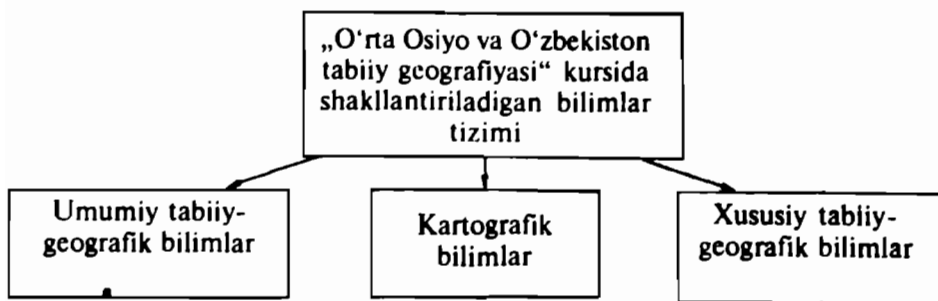 „O‘rta Osiyo va O‘zbekiston
tabiiy geografiyasi“ kursida
shakllantiriladigan bilimlar
tizimi
Umumiy tabiiy-
geografik bilimlar
Kartografik
bilimlar
Xususiy tabiiy-
geografik bilimlar